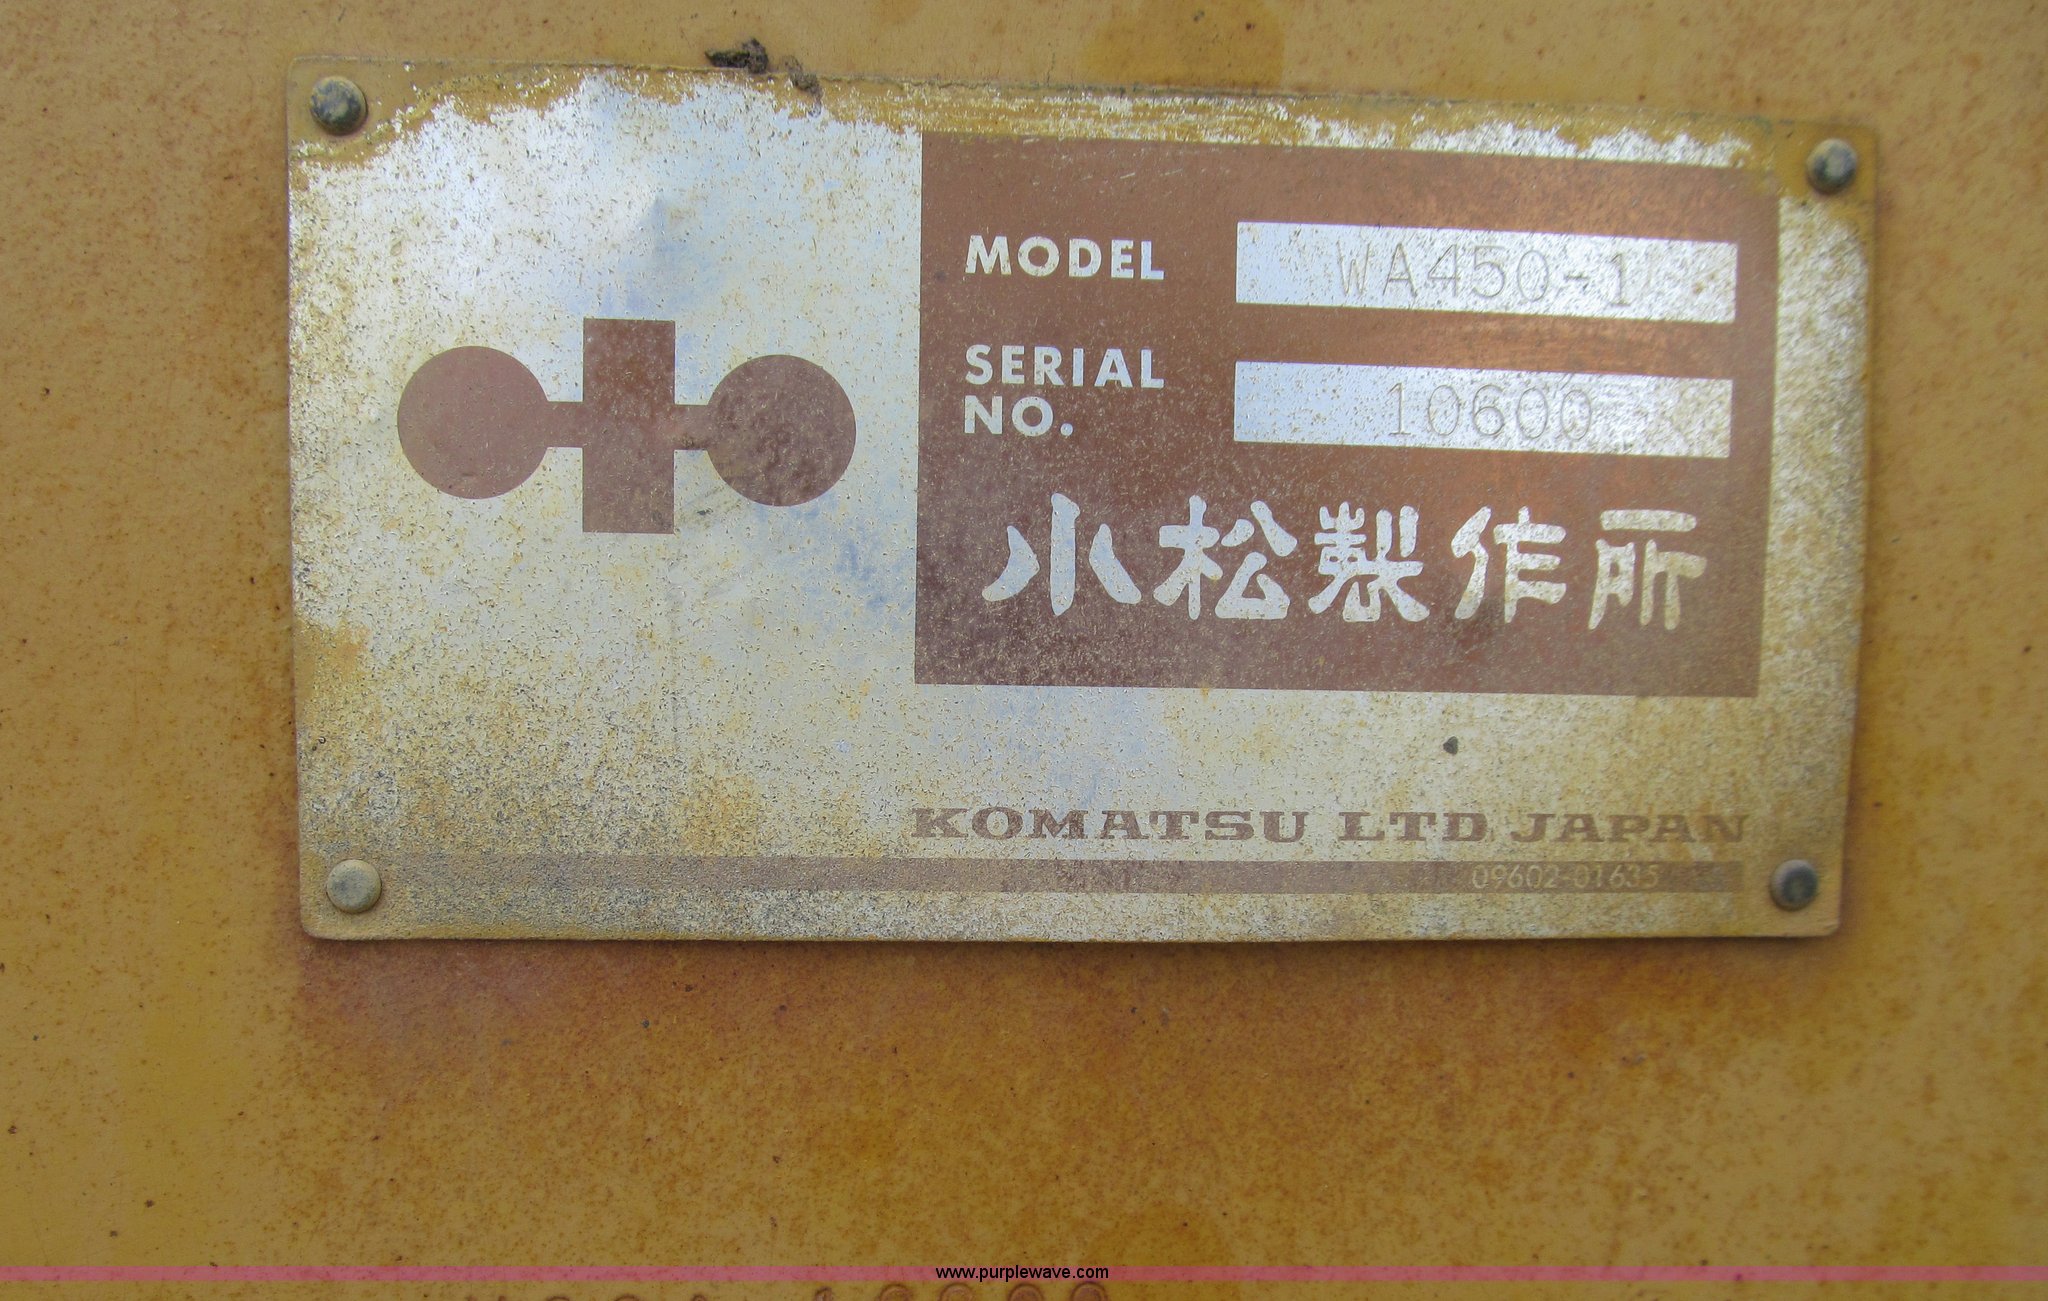 MODEL WA450-1
SERIAL NO. 10600
小松製作所
KOMATSU LTD JAPAN
09602-01635
www.purplewave.com